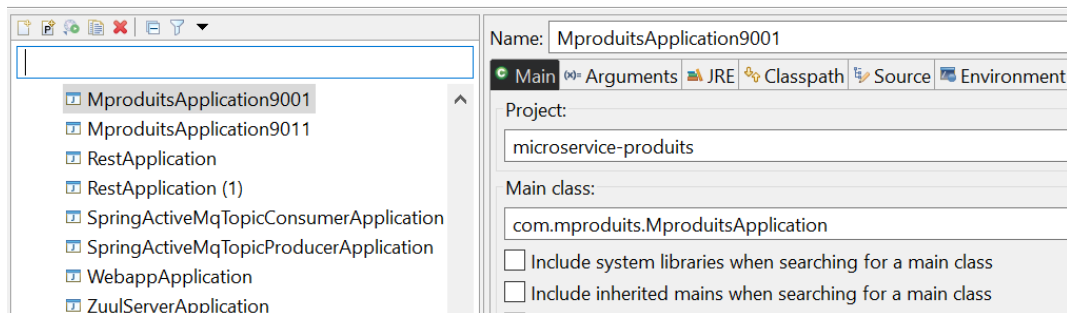 MproduitsApplication9001
MproduitsApplication9011
RestApplication
RestApplication (1)
SpringActiveMqTopicConsumerApplication
SpringActiveMqTopicProducerApplication
WebappApplication
ZuulServerApplication
Name: MproduitsApplication9001
Main (x)= Arguments JRE Classpath Source Environment
Project:
microservice-produits
Main class:
com.mproduits.MproduitsApplication
Include system libraries when searching for a main class
Include inherited mains when searching for a main class